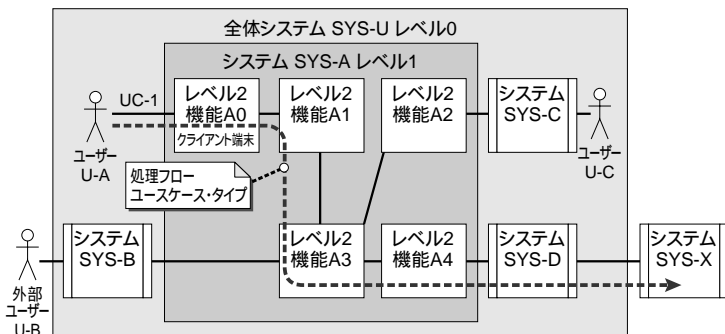 全体システム SYS-U レベル0
システム SYS-A レベル1
UC-1
レベル2
機能A0
クライアント端末
レベル2
機能A1
レベル2
機能A2
システム
SYS-C
ユーザー
U-A
ユーザー
U-C
処理フロー
ユースケース・タイプ
システム
SYS-B
レベル2
機能A3
レベル2
機能A4
システム
SYS-D
システム
SYS-X
外部
ユーザー
U-B